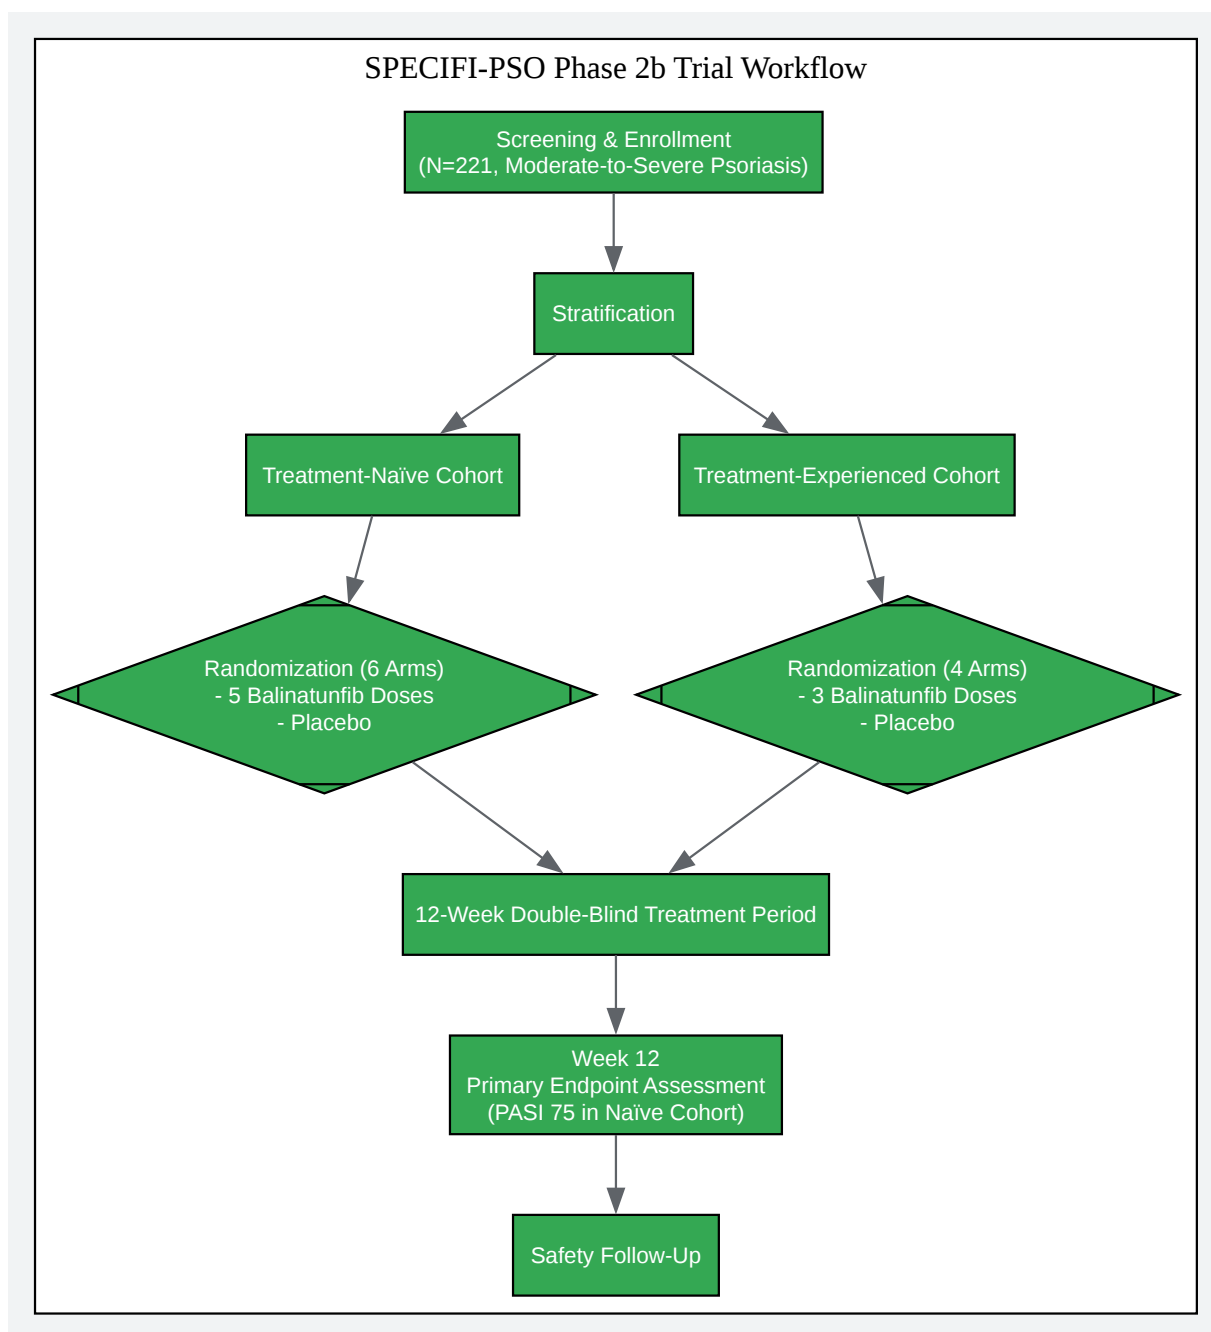 SPECIFI-PSO Phase 2b Trial Workflow
Screening & Enrollment
(N=221, Moderate-to-Severe Psoriasis)
Stratification
Treatment-Naïve Cohort
Treatment-Experienced Cohort
Randomization (6 Arms)
- 5 Balinatunfib Doses
- Placebo
Randomization (4 Arms)
- 3 Balinatunfib Doses
- Placebo
12-Week Double-Blind Treatment Period
Week 12
Primary Endpoint Assessment
(PASI 75 in Naïve Cohort)
Safety Follow-Up